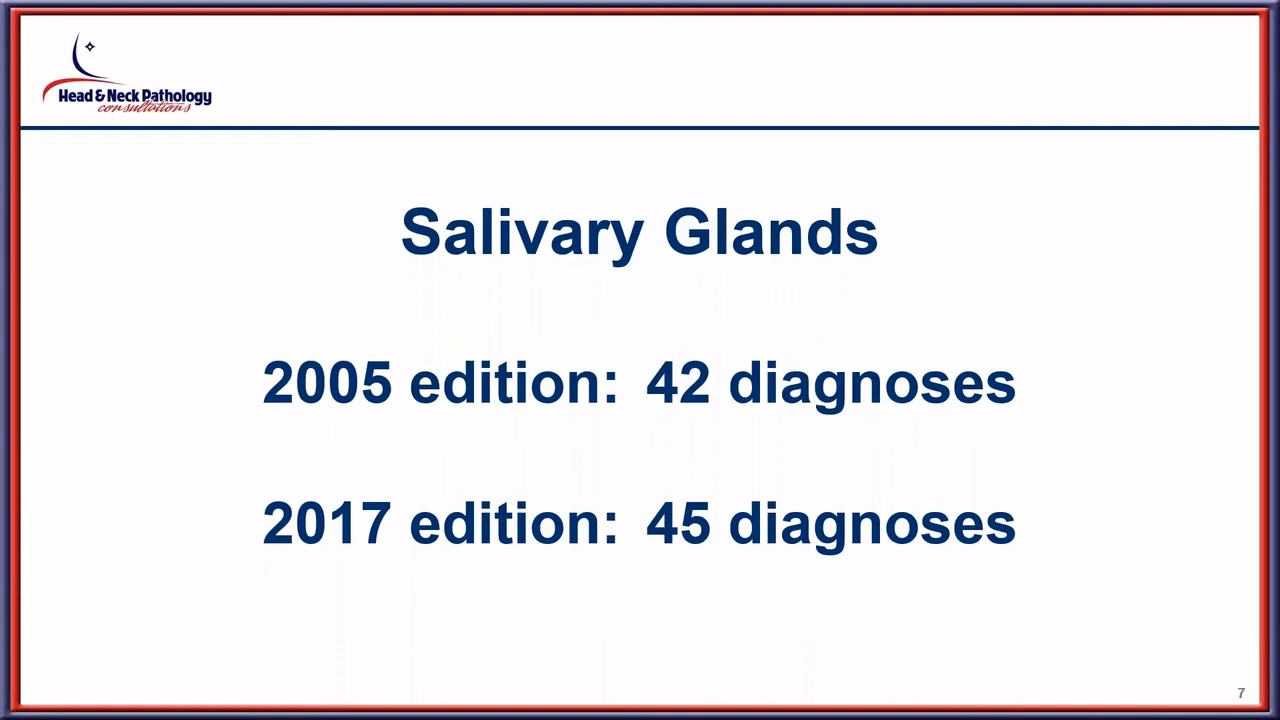 Head & Neck Pathology
consultations
Salivary Glands
2005 edition: 42 diagnoses
2017 edition: 45 diagnoses
7